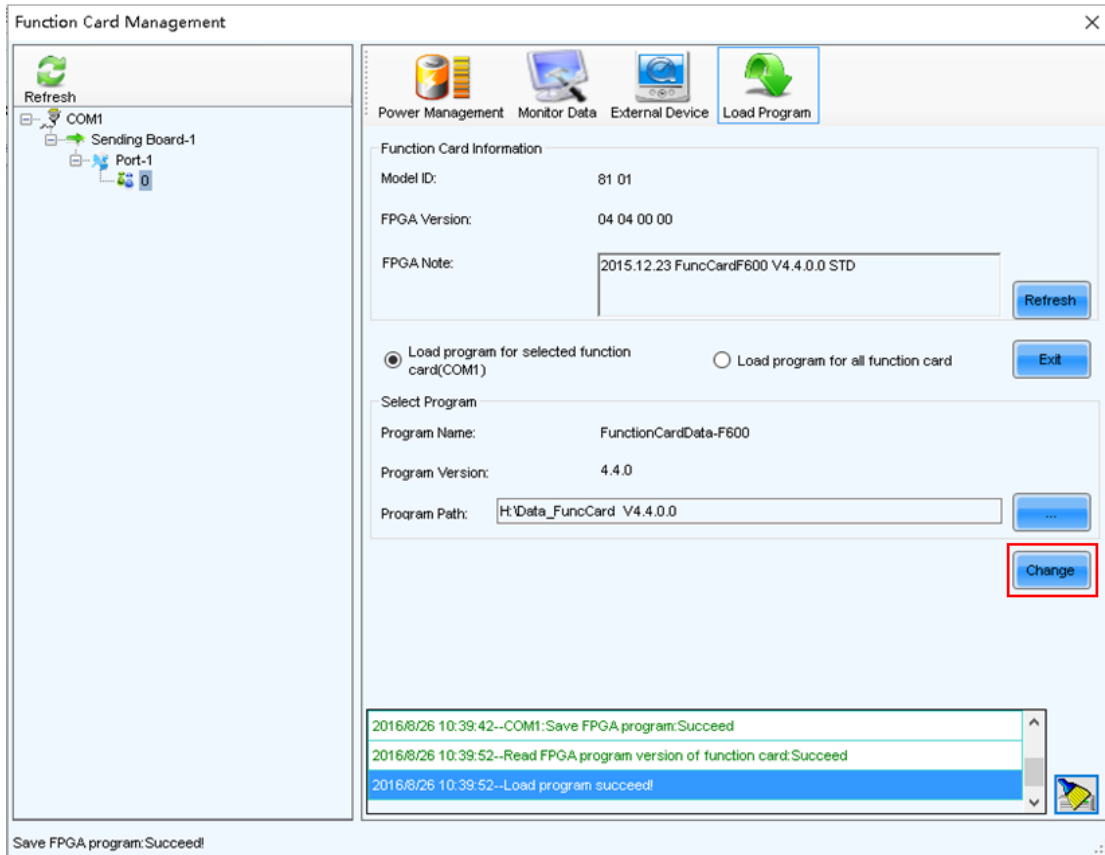 Function Card Management
Refresh
COM1
Sending Board-1
Port-1
0
Power Management Monitor Data External Device Load Program
Function Card Information
Model ID: 81 01
FPGA Version: 04 04 00 00
FPGA Note: 2015.12.23 FuncCardF600 V4.4.0.0 STD
Refresh
Load program for selected function
card(COM1)
Load program for all function card
Exit
Select Program
Program Name: FunctionCardData-F600
Program Version: 4.4.0
Program Path: H:\Data_FuncCard V4.4.0.0
...
Change
2016/8/26 10:39:42--COM1:Save FPGA program:Succeed
2016/8/26 10:39:52--Read FPGA program version of function card:Succeed
2016/8/26 10:39:52--Load program succeed!
Save FPGA program:Succeed!